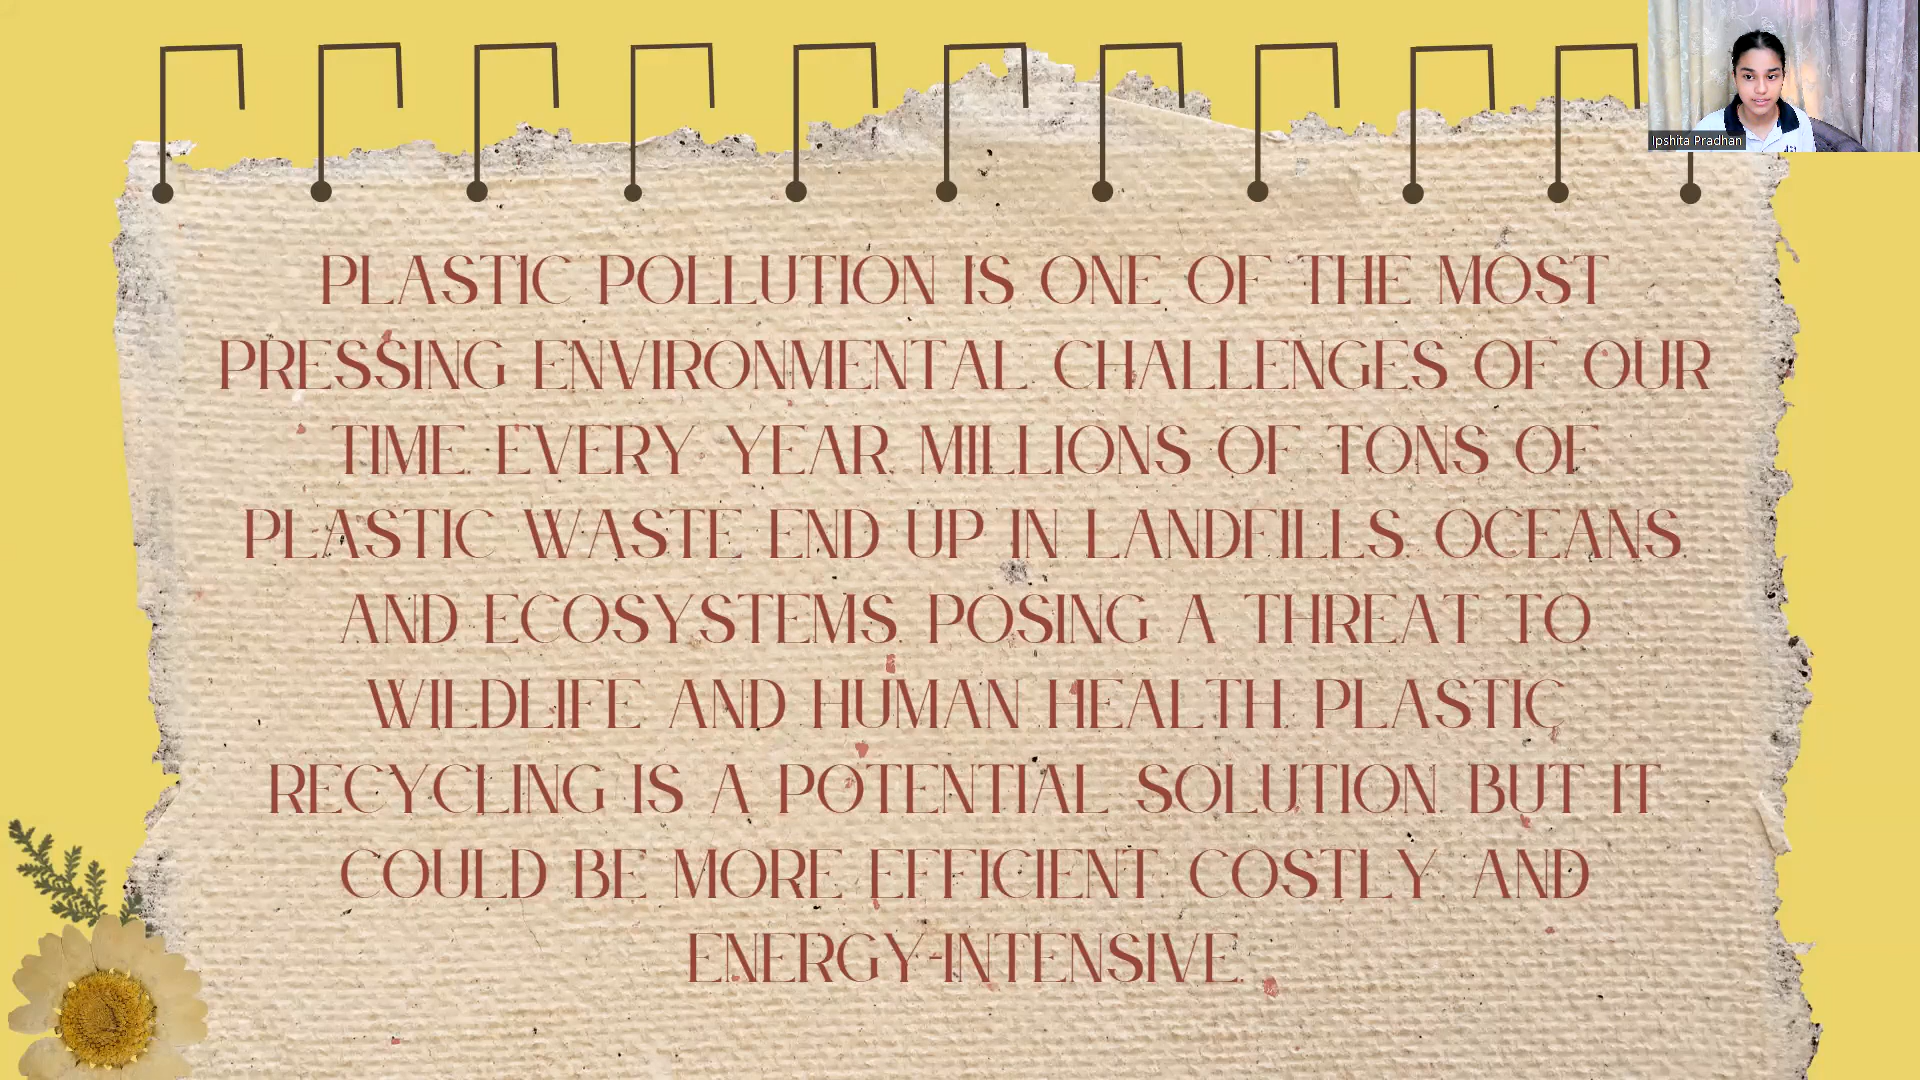 Ipshita Pradhan
PLASTIC POLLUTION IS ONE OF THE MOST
PRESSING ENVIRONMENTAL CHALLENGES OF OUR
TIME. EVERY YEAR, MILLIONS OF TONS OF
PLASTIC WASTE END UP IN LANDFILLS, OCEANS,
AND ECOSYSTEMS, POSING A THREAT TO
WILDLIFE AND HUMAN HEALTH. PLASTIC
RECYCLING IS A POTENTIAL SOLUTION, BUT IT
COULD BE MORE EFFICIENT, COSTLY, AND
ENERGY-INTENSIVE.